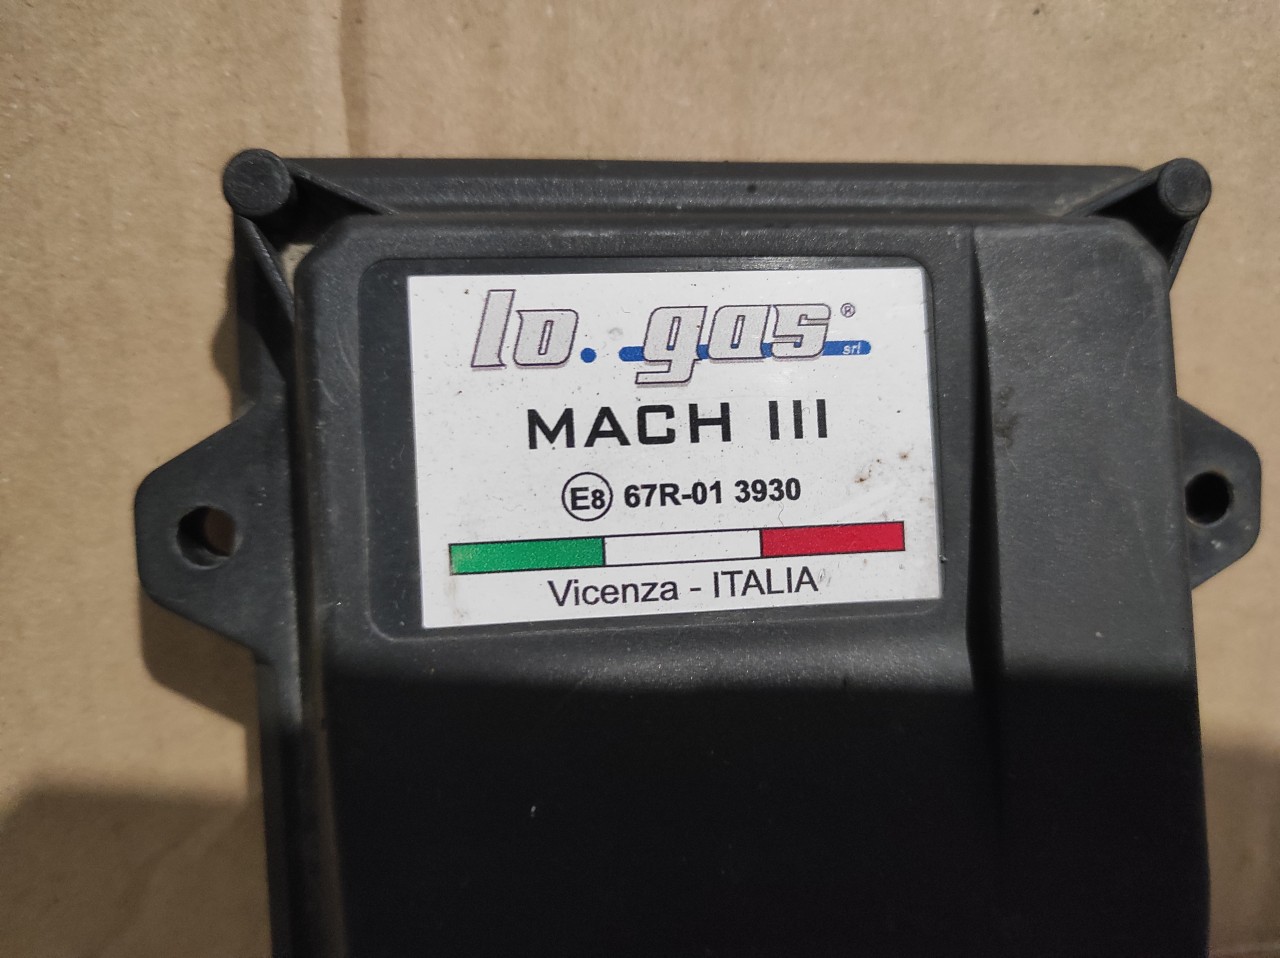 lo. gas® srl
MACH III
E8 67R-01 3930
Vicenza - ITALIA